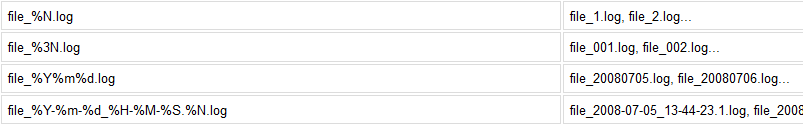 file_%N.log file_1.log, file_2.log...
file_%3N.log file_001.log, file_002.log...
file_%Y%m%d.log file_20080705.log, file_20080706.log...
file_%Y-%m-%d_%H-%M-%S.%N.log file_2008-07-05_13-44-23.1.log, file_2008